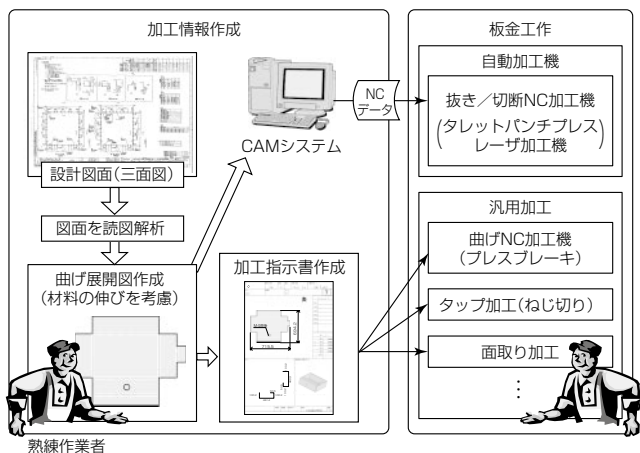 加工情報作成
設計図面（三面図）
図面を読図解析
曲げ展開図作成
（材料の伸びを考慮）
熟練作業者
CAMシステム
加工指示書作成
NC
データ
板金工作
自動加工機
抜き／切断NC加工機
（タレットパンチプレス
レーザ加工機）
汎用加工
曲げNC加工機
（プレスブレーキ）
タップ加工（ねじ切り）
面取り加工
⋮